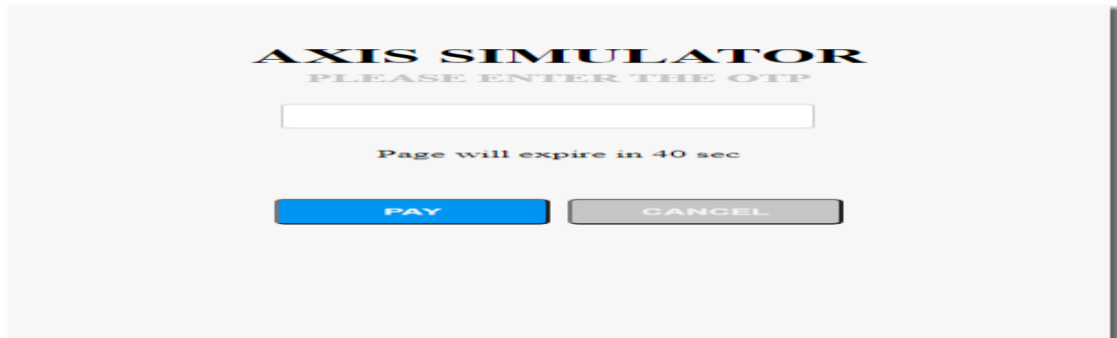 AXIS SIMULATOR
PLEASE ENTER THE OTP
Page will expire in 40 sec
PAY
CANCEL